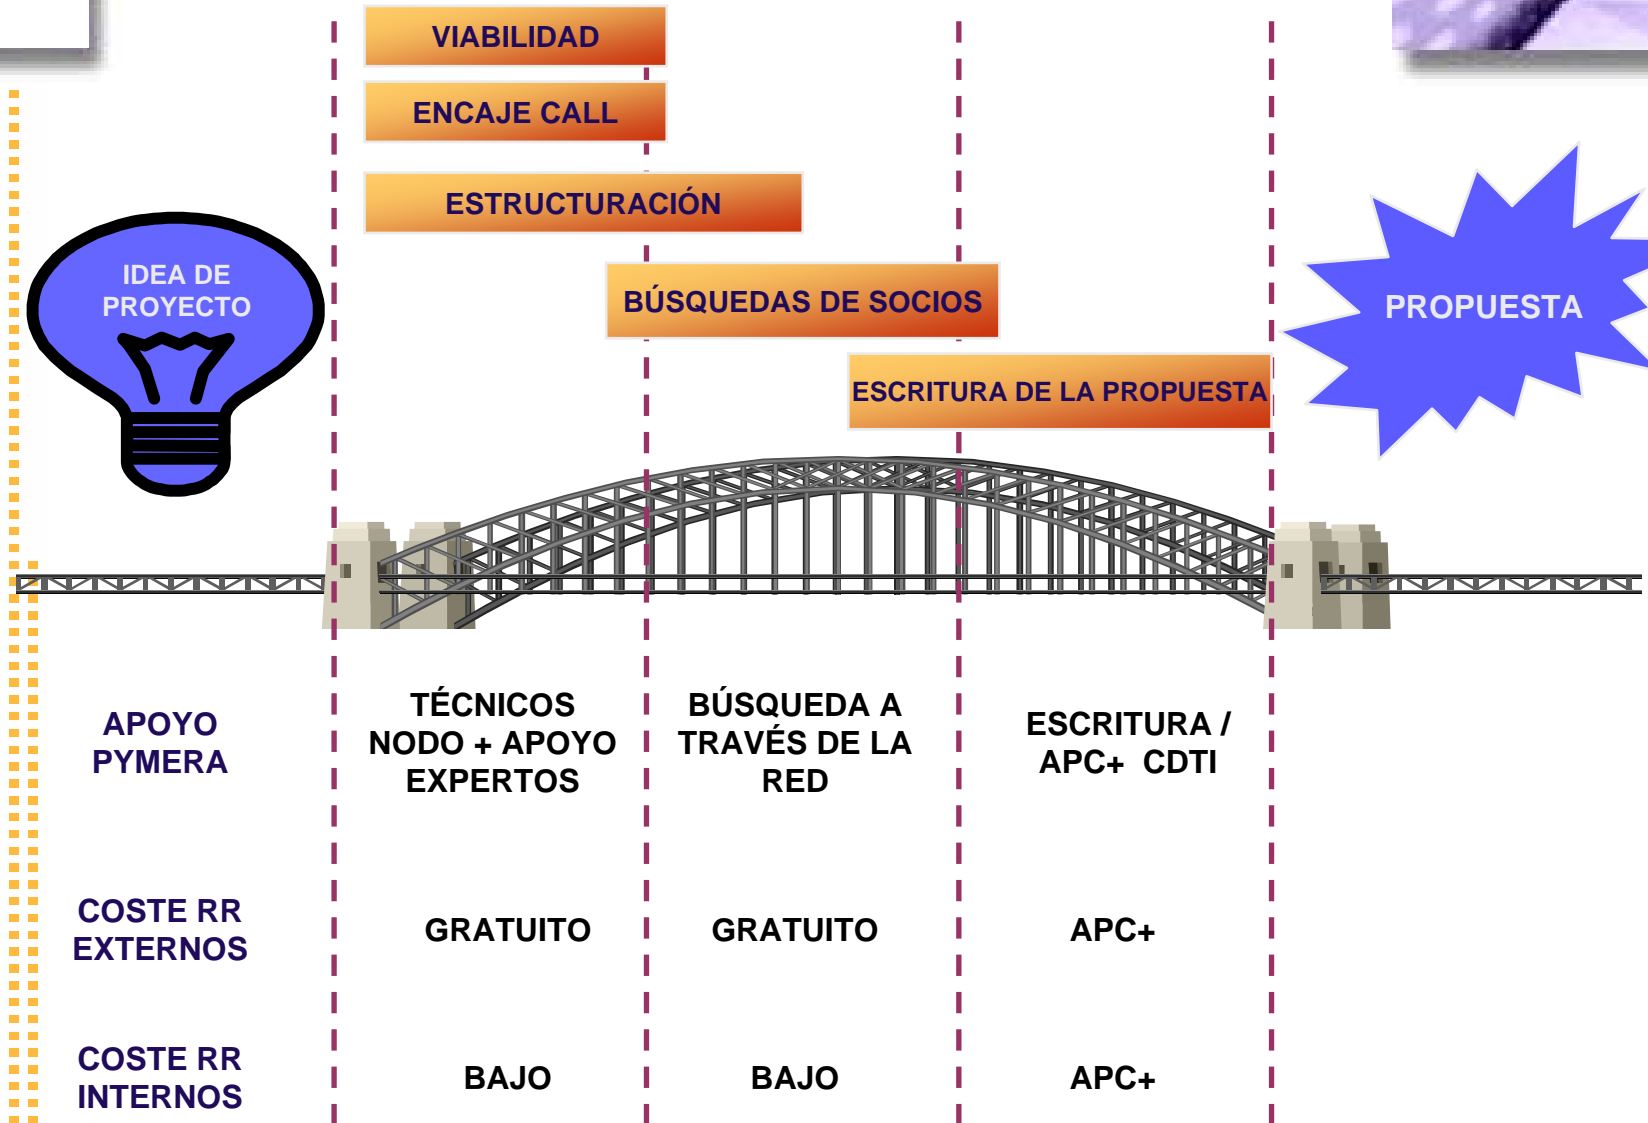 VIABILIDAD
ENCAJE CALL
ESTRUCTURACIÓN
IDEA DE
PROYECTO
BÚSQUEDAS DE SOCIOS
PROPUESTA
ESCRITURA DE LA PROPUESTA
APOYO
PYMERA
TÉCNICOS
NODO + APOYO
EXPERTOS
BÚSQUEDA A
TRAVÉS DE LA
RED
ESCRITURA /
APC+ CDTI
COSTE RR
EXTERNOS
GRATUITO
GRATUITO
APC+
COSTE RR
INTERNOS
BAJO
BAJO
APC+